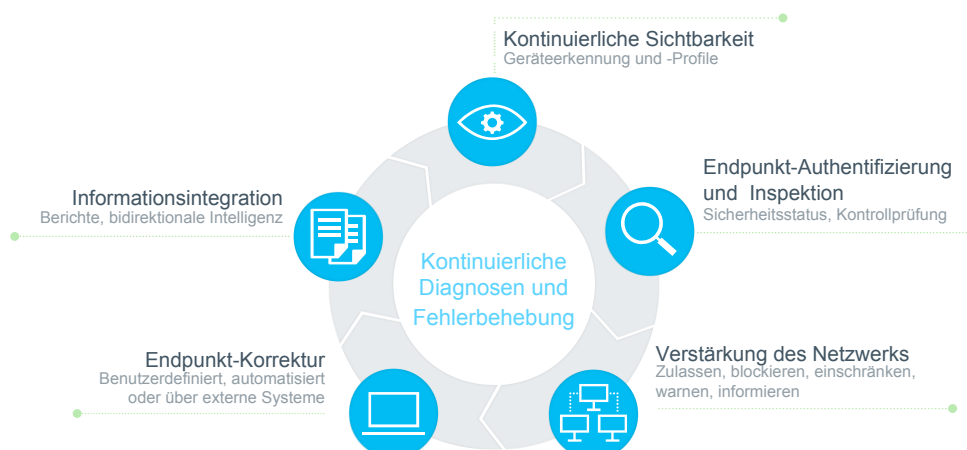 Kontinuierliche Sichtbarkeit
Geräteerkennung und -Profile
Endpunkt-Authentifizierung
und Inspektion
Sicherheitsstatus, Kontrollprüfung
Informationsintegration
Berichte, bidirektionale Intelligenz
Kontinuierliche
Diagnosen und
Fehlerbehebung
Verstärkung des Netzwerks
Zulassen, blockieren, einschränken,
warnen, informieren
Endpunkt-Korrektur
Benutzerdefiniert, automatisiert
oder über externe Systeme